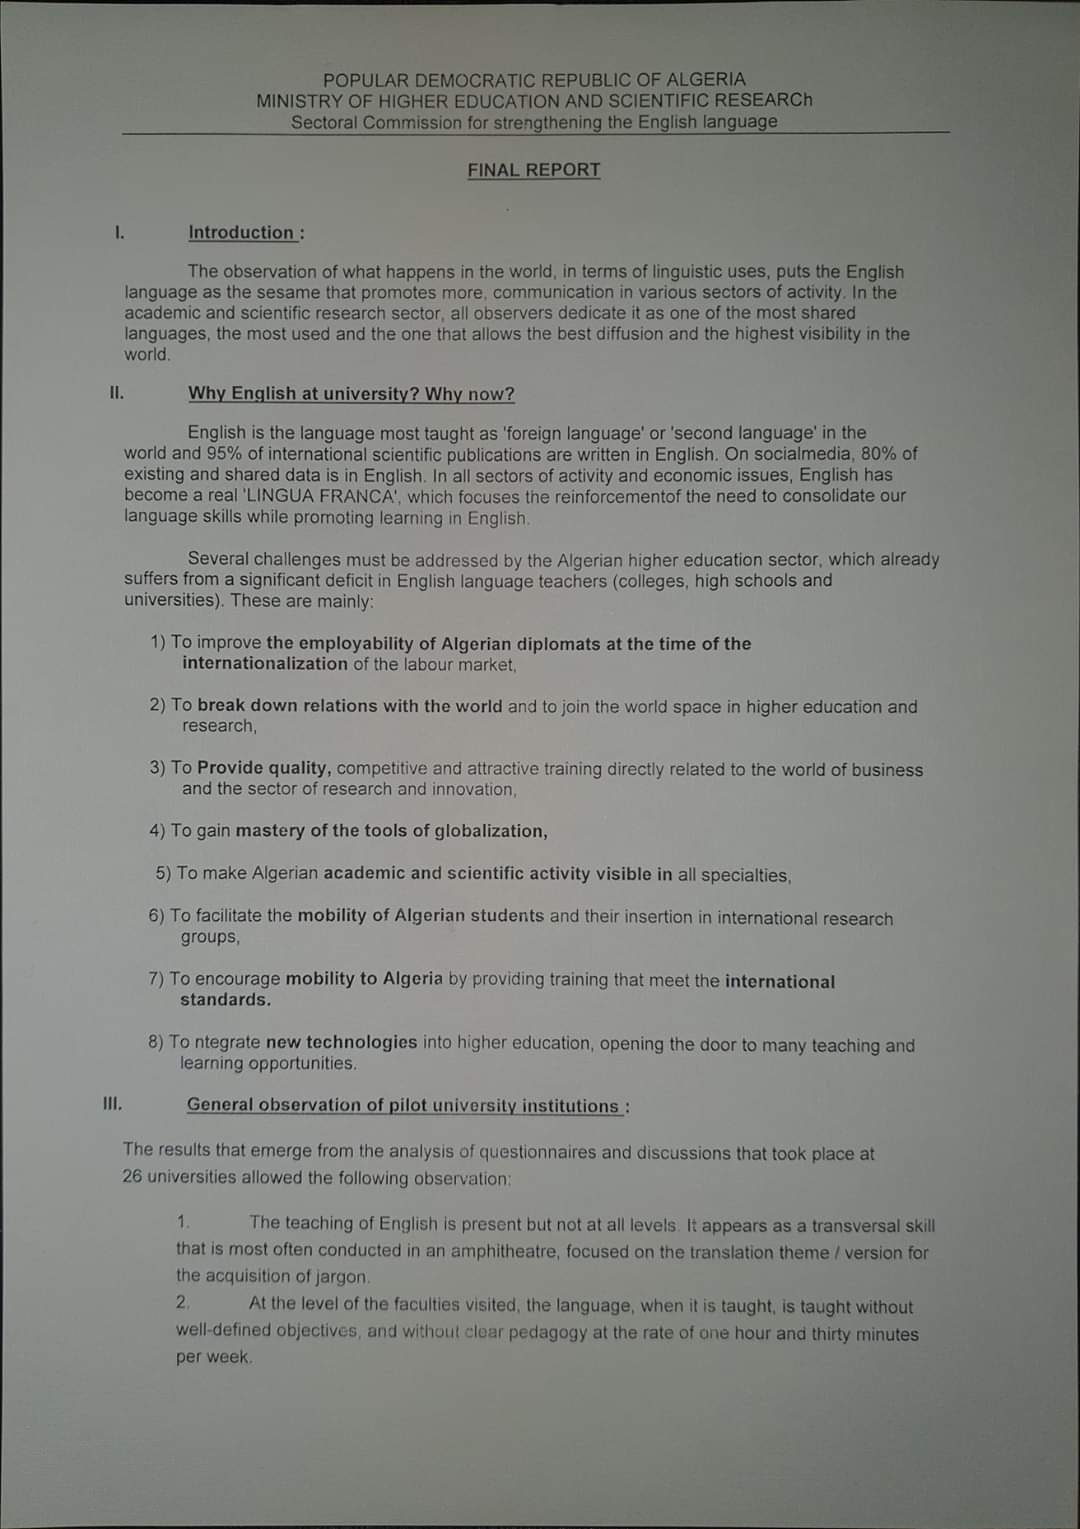 POPULAR DEMOCRATIC REPUBLIC OF ALGERIA
MINISTRY OF HIGHER EDUCATION AND SCIENTIFIC RESEARCh
Sectoral Commission for strengthening the English language
FINAL REPORT
I. Introduction :
The observation of what happens in the world, in terms of linguistic uses, puts the English
language as the sesame that promotes more, communication in various sectors of activity. In the
academic and scientific research sector, all observers dedicate it as one of the most shared
languages, the most used and the one that allows the best diffusion and the highest visibility in the
world.
II. Why English at university? Why now?
English is the language most taught as 'foreign language' or 'second language' in the
world and 95% of international scientific publications are written in English. On socialmedia, 80% of
existing and shared data is in English. In all sectors of activity and economic issues, English has
become a real 'LINGUA FRANCA', which focuses the reinforcementof the need to consolidate our
language skills while promoting learning in English.
Several challenges must be addressed by the Algerian higher education sector, which already
suffers from a significant deficit in English language teachers (colleges, high schools and
universities). These are mainly:
1) To improve the employability of Algerian diplomats at the time of the
internationalization of the labour market,
2) To break down relations with the world and to join the world space in higher education and
research,
3) To Provide quality, competitive and attractive training directly related to the world of business
and the sector of research and innovation,
4) To gain mastery of the tools of globalization,
5) To make Algerian academic and scientific activity visible in all specialties,
6) To facilitate the mobility of Algerian students and their insertion in international research
groups,
7) To encourage mobility to Algeria by providing training that meet the international
standards.
8) To ntegrate new technologies into higher education, opening the door to many teaching and
learning opportunities.
III. General observation of pilot university institutions :
The results that emerge from the analysis of questionnaires and discussions that took place at
26 universities allowed the following observation:
1. The teaching of English is present but not at all levels. It appears as a transversal skill
that is most often conducted in an amphitheatre, focused on the translation theme / version for
the acquisition of jargon.
2. At the level of the faculties visited, the language, when it is taught, is taught without
well-defined objectives, and without clear pedagogy at the rate of one hour and thirty minutes
per week.